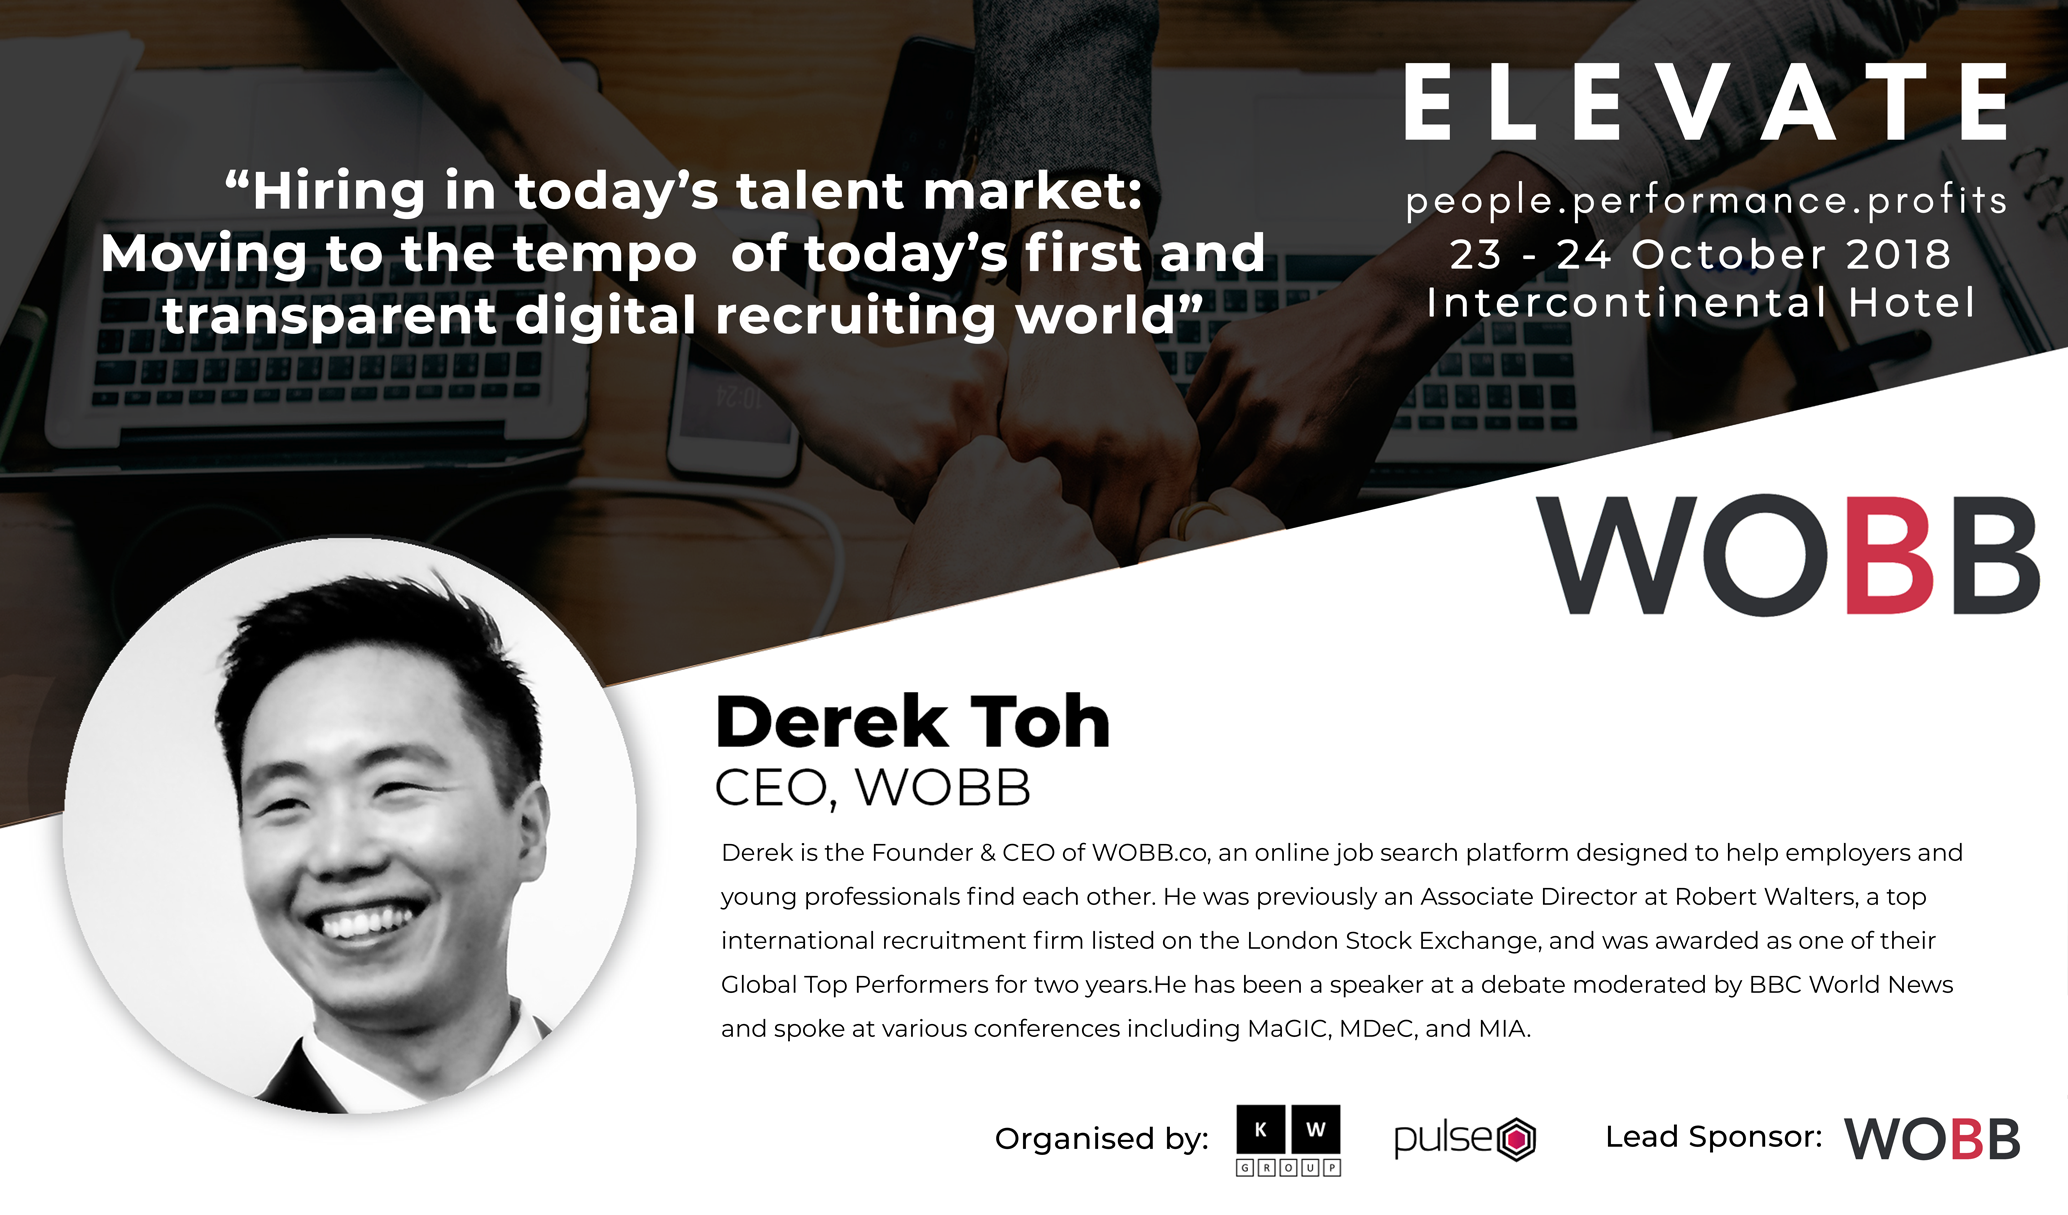 “Hiring in today’s talent market:
Moving to the tempo of today’s first and
transparent digital recruiting world”
ELEVATE
people.performance.profits
23 - 24 October 2018
Intercontinental Hotel
10:24
WOBB
Derek Toh
CEO, WOBB
Derek is the Founder & CEO of WOBB.co, an online job search platform designed to help employers and
young professionals find each other. He was previously an Associate Director at Robert Walters, a top
international recruitment firm listed on the London Stock Exchange, and was awarded as one of their
Global Top Performers for two years.He has been a speaker at a debate moderated by BBC World News
and spoke at various conferences including MaGIC, MDeC, and MIA.
Organised by: KW GROUP pulse Lead Sponsor: WOBB